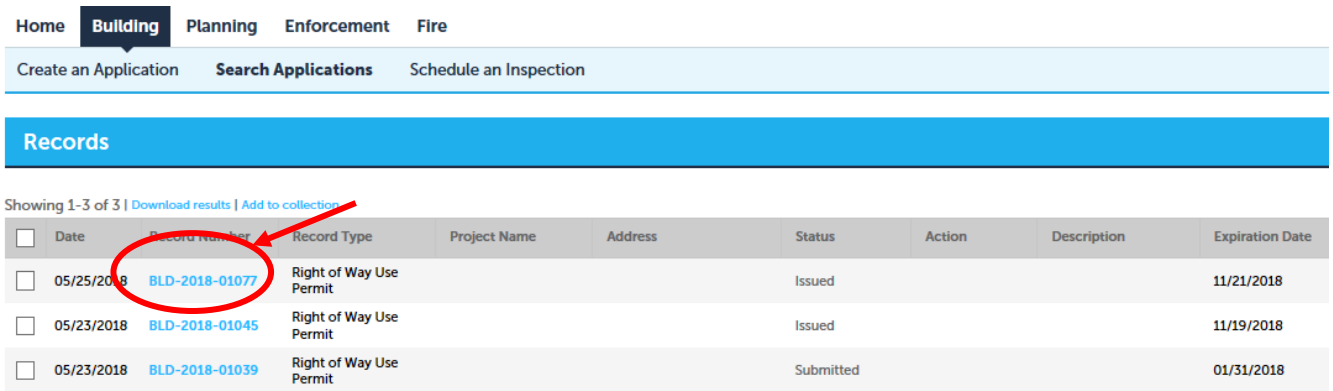 Home Building Planning Enforcement Fire
Create an Application Search Applications Schedule an Inspection
Records
Showing 1-3 of 3 | Download results | Add to collection
Date Record Number Record Type Project Name Address Status Action Description Expiration Date
05/25/2018 BLD-2018-01077 Right of Way Use Permit Issued 11/21/2018
05/23/2018 BLD-2018-01045 Right of Way Use Permit Issued 11/19/2018
05/23/2018 BLD-2018-01039 Right of Way Use Permit Submitted 01/31/2018